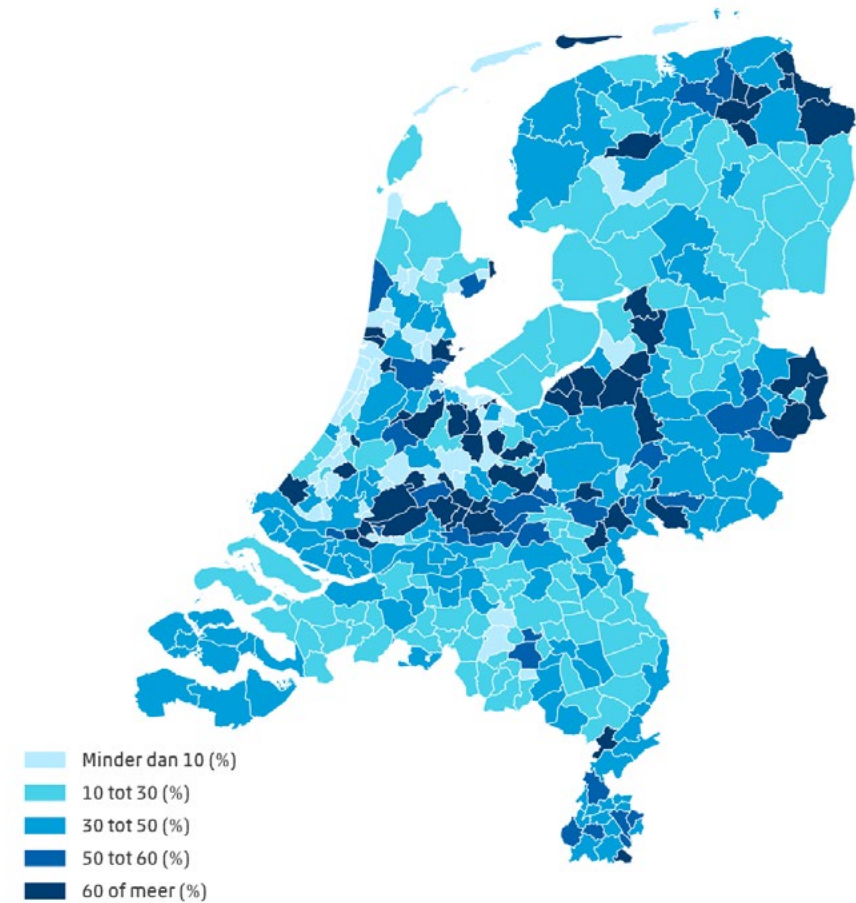 Minder dan 10 (%)
10 tot 30 (%)
30 tot 50 (%)
50 tot 60 (%)
60 of meer (%)